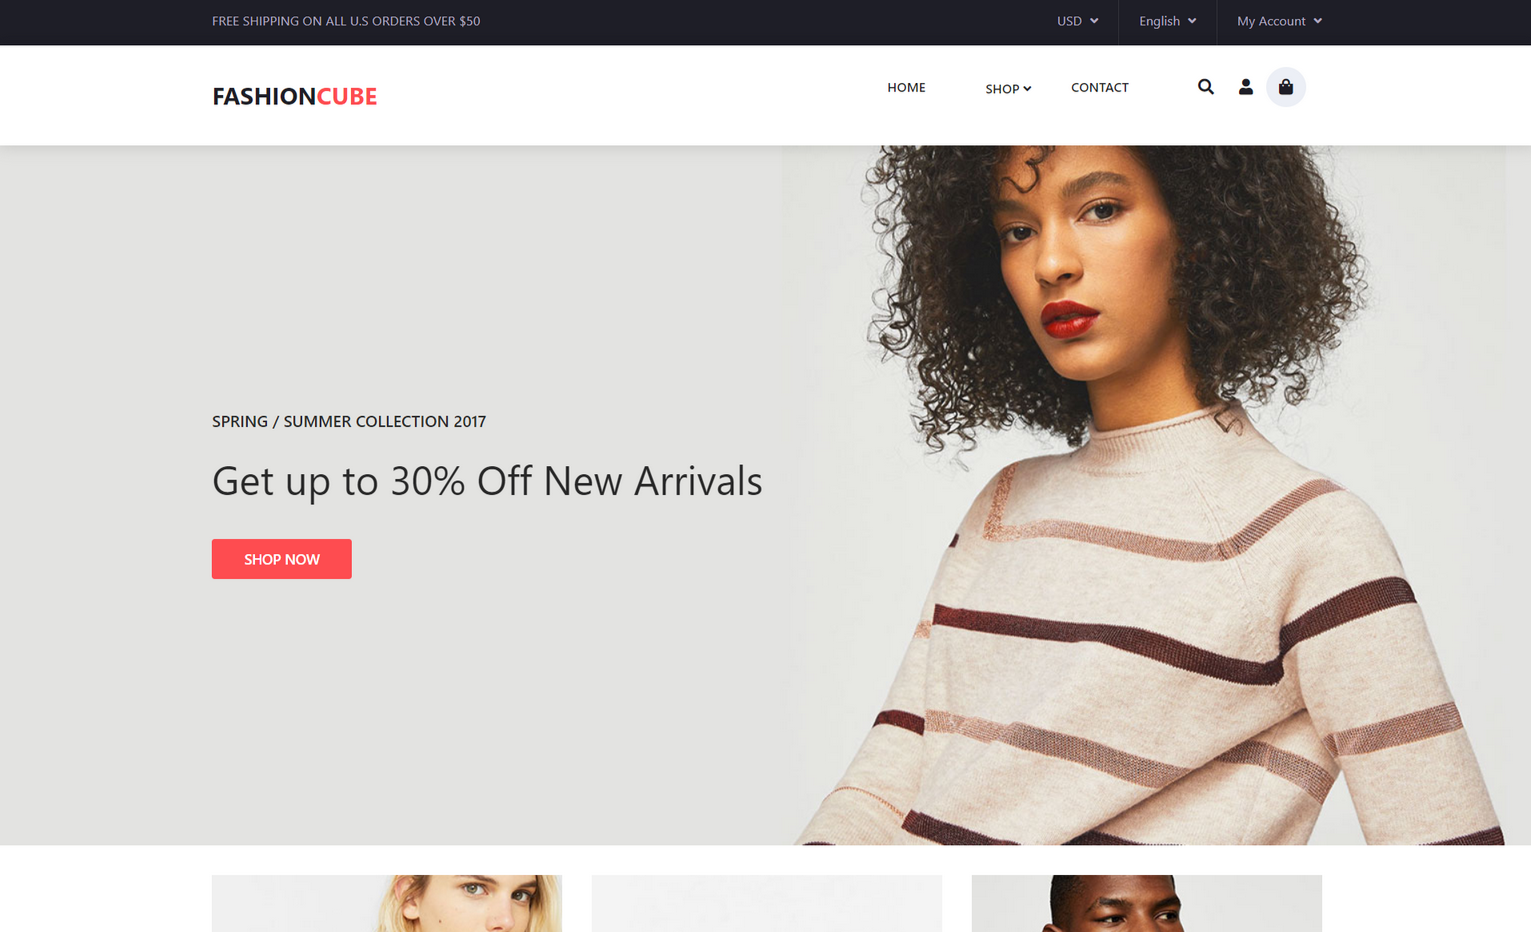 FREE SHIPPING ON ALL U.S ORDERS OVER $50
USD
English
My Account
FASHIONCUBE
HOME
SHOP
CONTACT
SPRING / SUMMER COLLECTION 2017
Get up to 30% Off New Arrivals
SHOP NOW